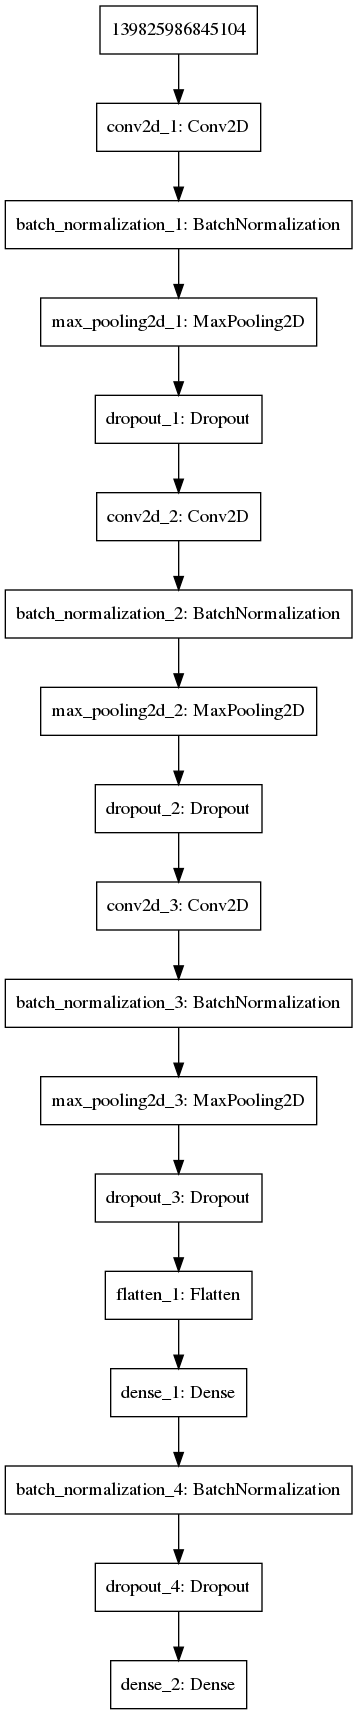 139825986845104
conv2d_1: Conv2D
batch_normalization_1: BatchNormalization
max_pooling2d_1: MaxPooling2D
dropout_1: Dropout
conv2d_2: Conv2D
batch_normalization_2: BatchNormalization
max_pooling2d_2: MaxPooling2D
dropout_2: Dropout
conv2d_3: Conv2D
batch_normalization_3: BatchNormalization
max_pooling2d_3: MaxPooling2D
dropout_3: Dropout
flatten_1: Flatten
dense_1: Dense
batch_normalization_4: BatchNormalization
dropout_4: Dropout
dense_2: Dense